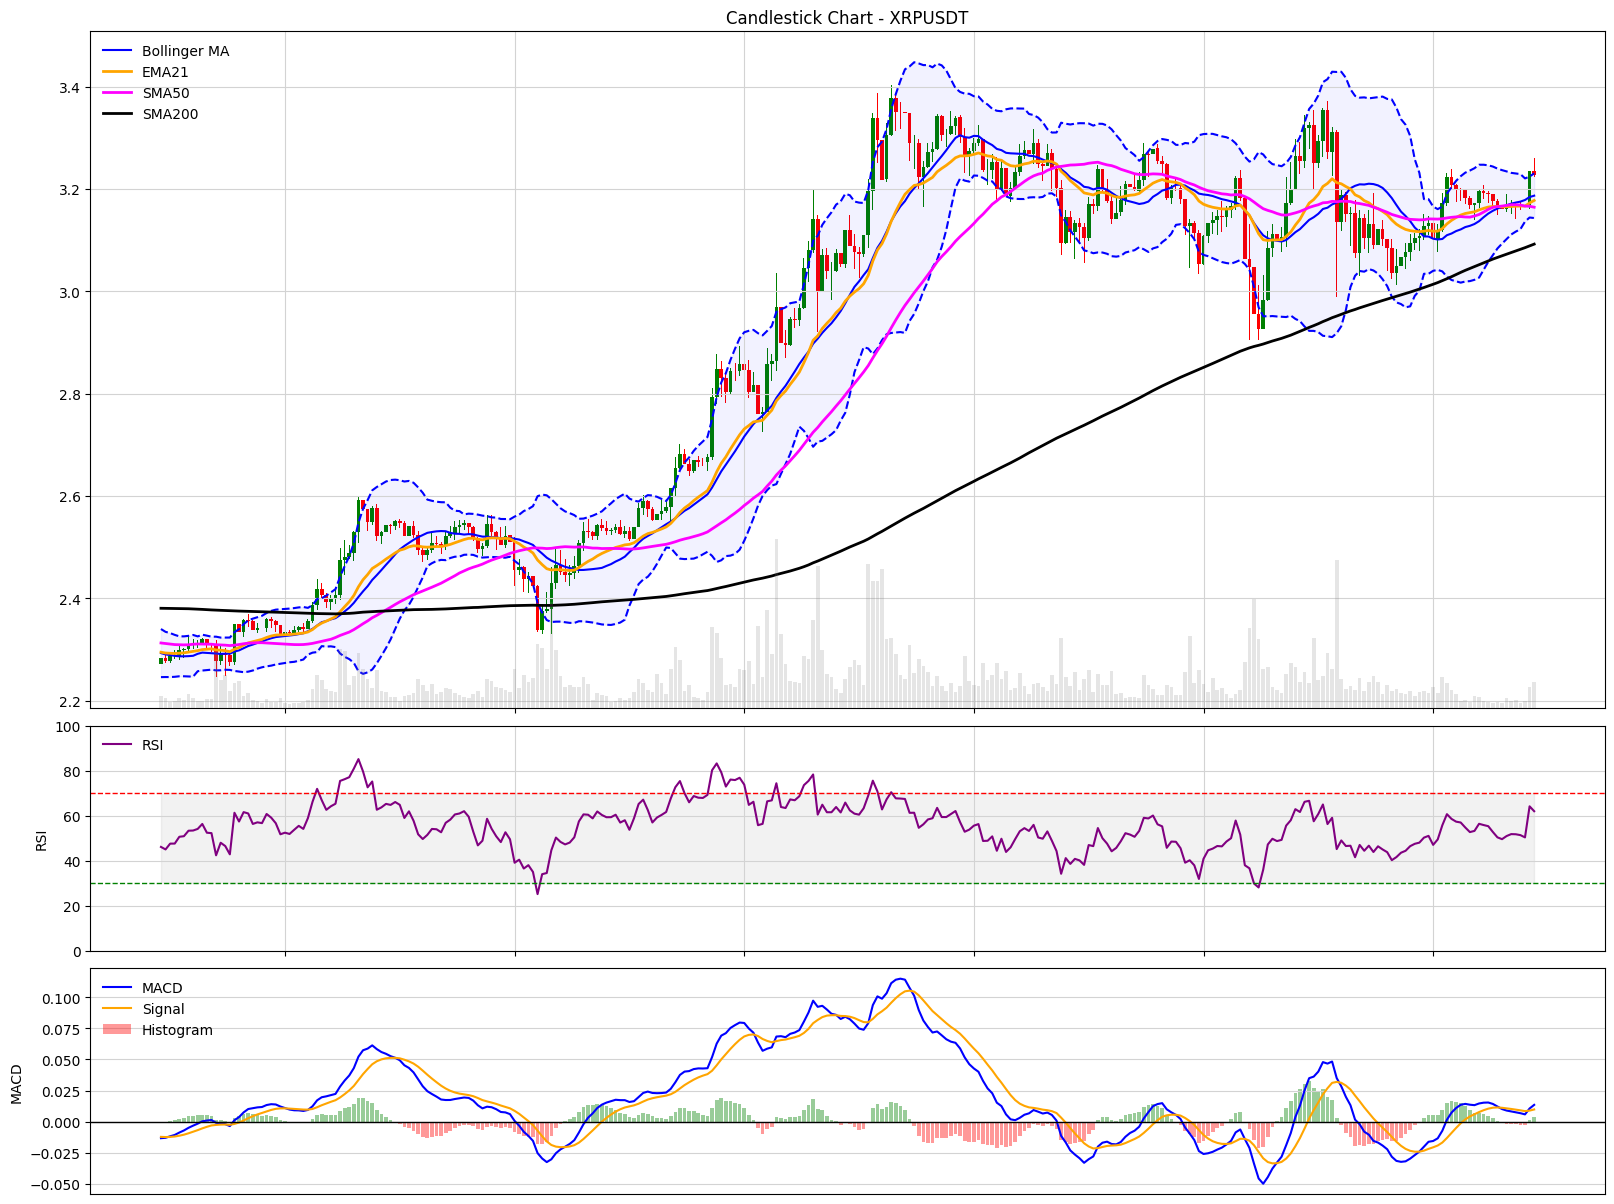 Candlestick Chart - XRPUSDT
Bollinger MA
EMA21
SMA50
SMA200
3.4
3.2
3.0
2.8
2.6
2.4
2.2
RSI
100
80
60
40
20
0
RSI
MACD
Signal
Histogram
0.100
0.075
0.050
0.025
0.000
−0.025
−0.050
MACD